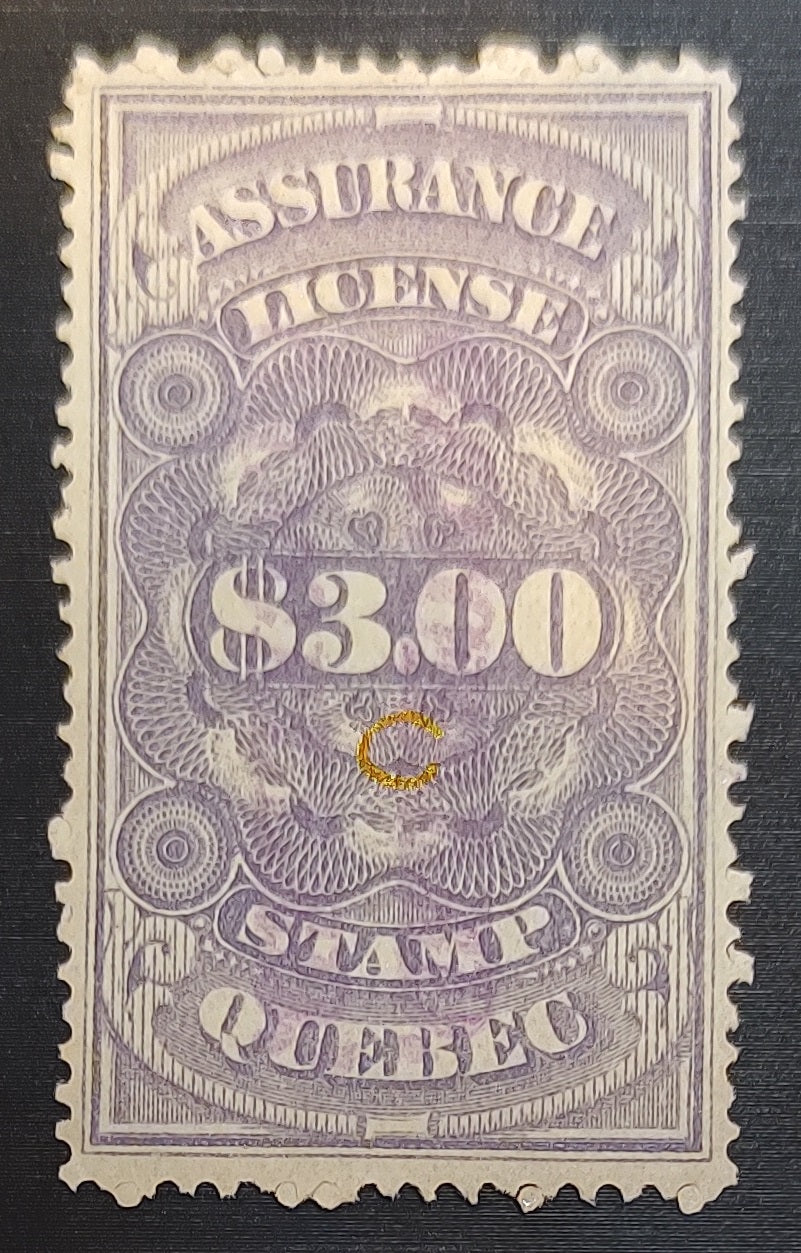 ASSURANCE
LICENSE
$3.00
C
STAMP
QUEBEC